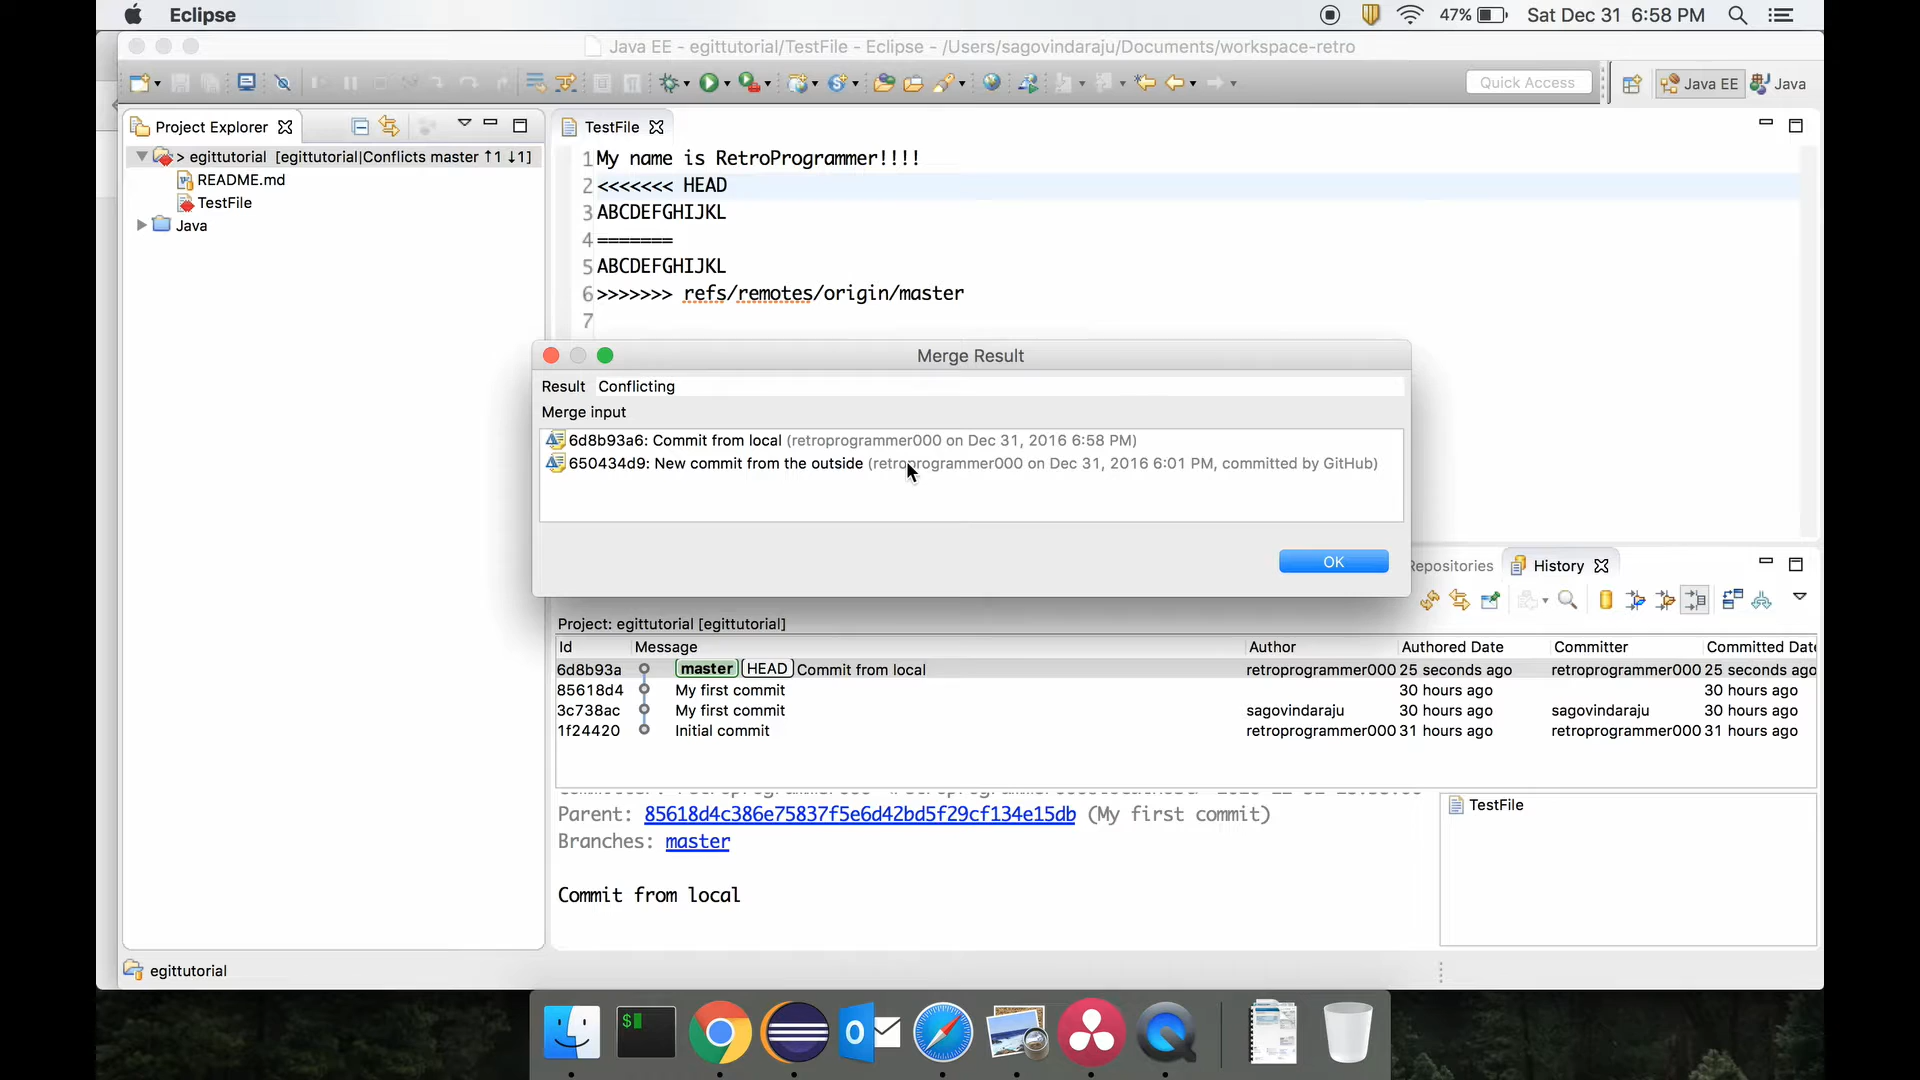 Eclipse
47%
Sat Dec 31 6:58 PM
Java EE - egittutorial/TestFile - Eclipse - /Users/sagovindaraju/Documents/workspace-retro
Quick Access
Java EE
Java
Project Explorer
> egittutorial [egittutorial|Conflicts master ↑1 ↓1]
README.md
TestFile
Java
TestFile
1 My name is RetroProgrammer!!!!
2 <<<<<<< HEAD
3 ABCDEFGHIJKL
4 =======
5 ABCDEFGHIJKL
6 >>>>>>> refs/remotes/origin/master
7
Merge Result
Result Conflicting
Merge input
6d8b93a6: Commit from local (retroprogrammer000 on Dec 31, 2016 6:58 PM)
650434d9: New commit from the outside (retroprogrammer000 on Dec 31, 2016 6:01 PM, committed by GitHub)
OK
Repositories
History
Project: egittutorial [egittutorial]
Id Message Author Authored Date Committer Committed Date
6d8b93a master HEAD Commit from local retroprogrammer000 25 seconds ago retroprogrammer000 25 seconds ago
85618d4 My first commit 30 hours ago 30 hours ago
3c738ac My first commit sagovindaraju 30 hours ago sagovindaraju 30 hours ago
1f24420 Initial commit retroprogrammer000 31 hours ago retroprogrammer000 31 hours ago
Parent: 85618d4c386e75837f5e6d42bd5f29cf134e15db (My first commit)
Branches: master
Commit from local
TestFile
egittutorial
$